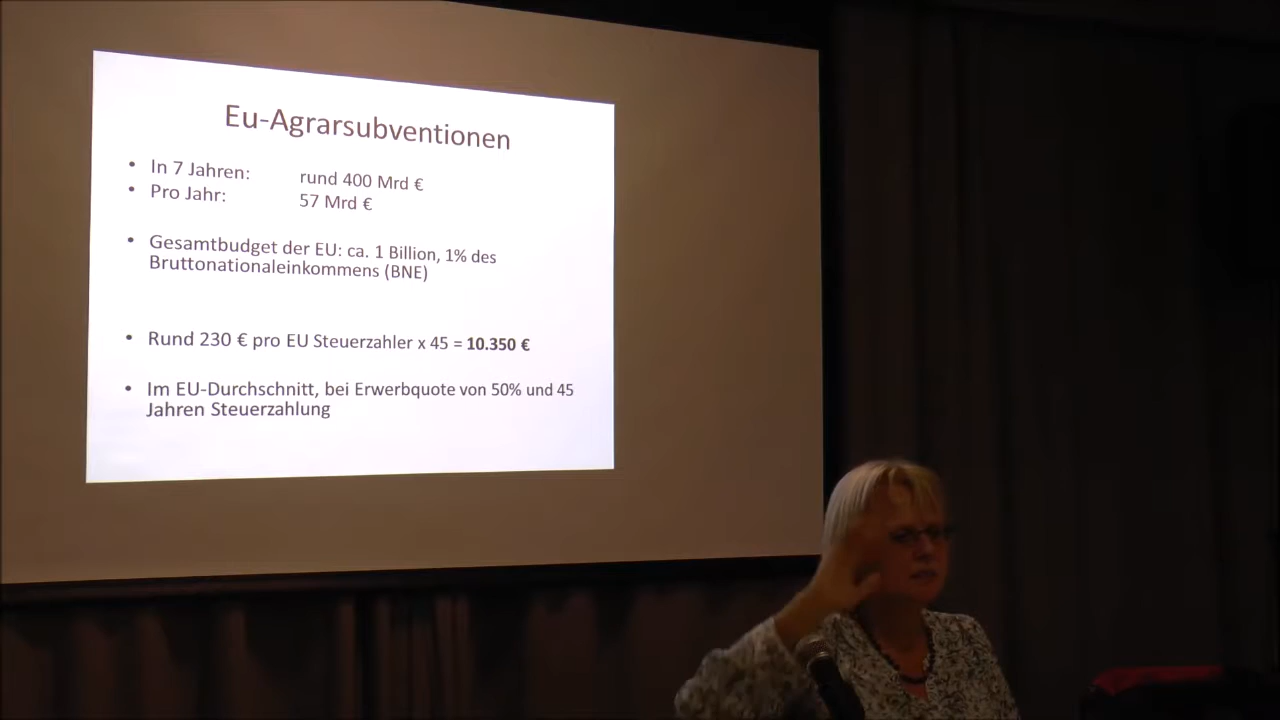 Eu-Agrarsubventionen
• In 7 Jahren: rund 400 Mrd €
• Pro Jahr: 57 Mrd €
• Gesamtbudget der EU: ca. 1 Billion, 1% des
Bruttonationaleinkommens (BNE)
• Rund 230 € pro EU Steuerzahler x 45 = 10.350 €
• Im EU-Durchschnitt, bei Erwerbquote von 50% und 45
Jahren Steuerzahlung